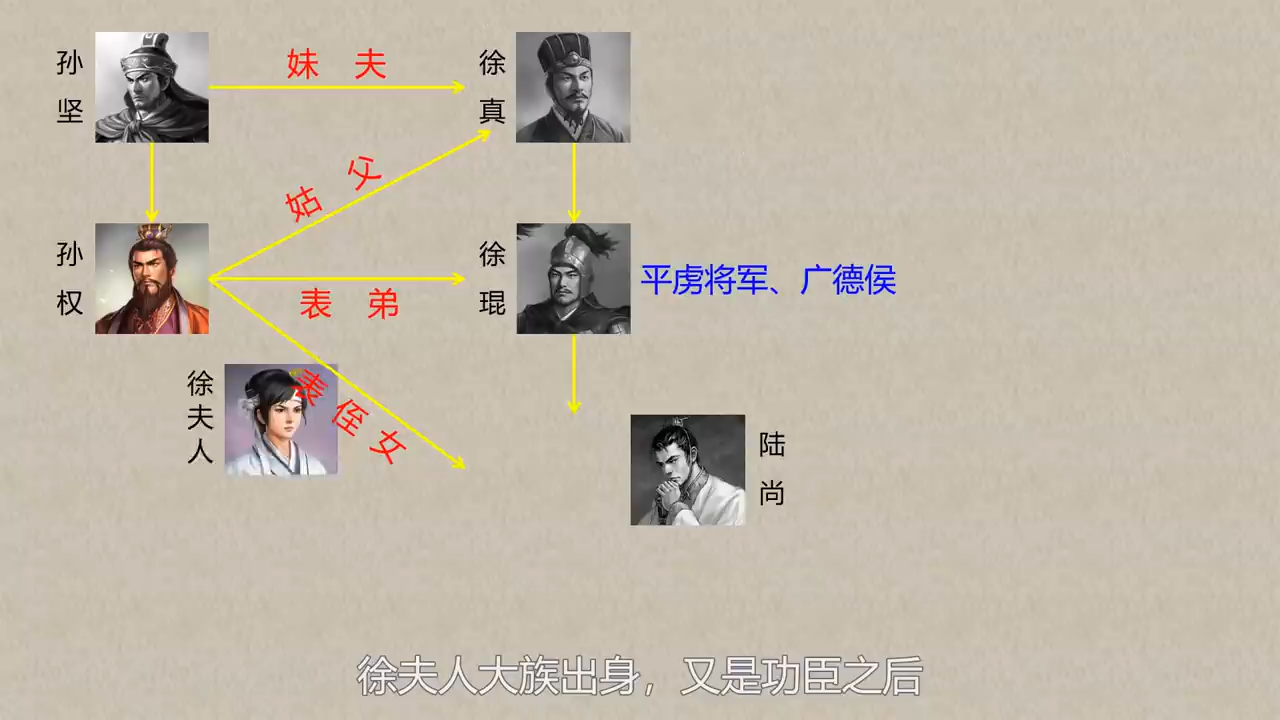 孙坚
妹夫
徐真
姑父
孙权
表弟
徐琨
平虏将军、广德侯
徐夫人
表侄女
陆尚
徐夫人大族出身，又是功臣之后